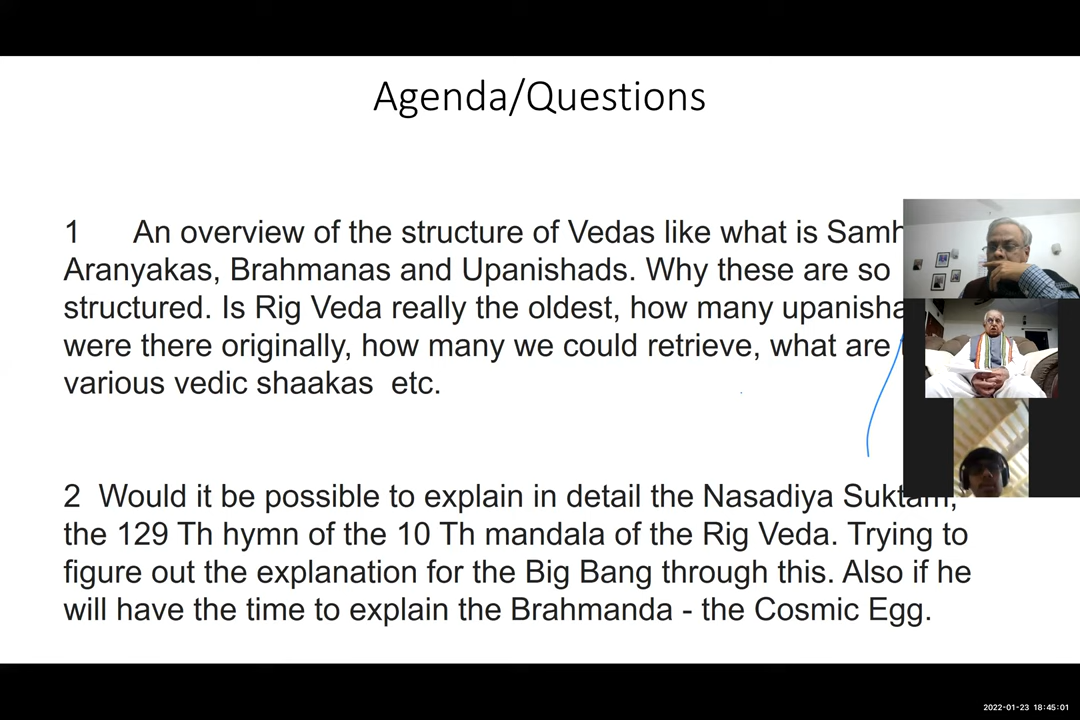 Agenda/Questions
1 An overview of the structure of Vedas like what is
Aranyakas, Brahmanas and Upanishads. Why these are so
structured. Is Rig Veda really the oldest, how many
were there originally, how many we could retrieve, what are
various vedic shaakas etc.
2 Would it be possible to explain in detail the Nasadiya Suktam,
the 129 Th hymn of the 10 Th mandala of the Rig Veda. Trying to
figure out the explanation for the Big Bang through this. Also if he
will have the time to explain the Brahmanda - the Cosmic Egg.
2022-01-23 18:45:01